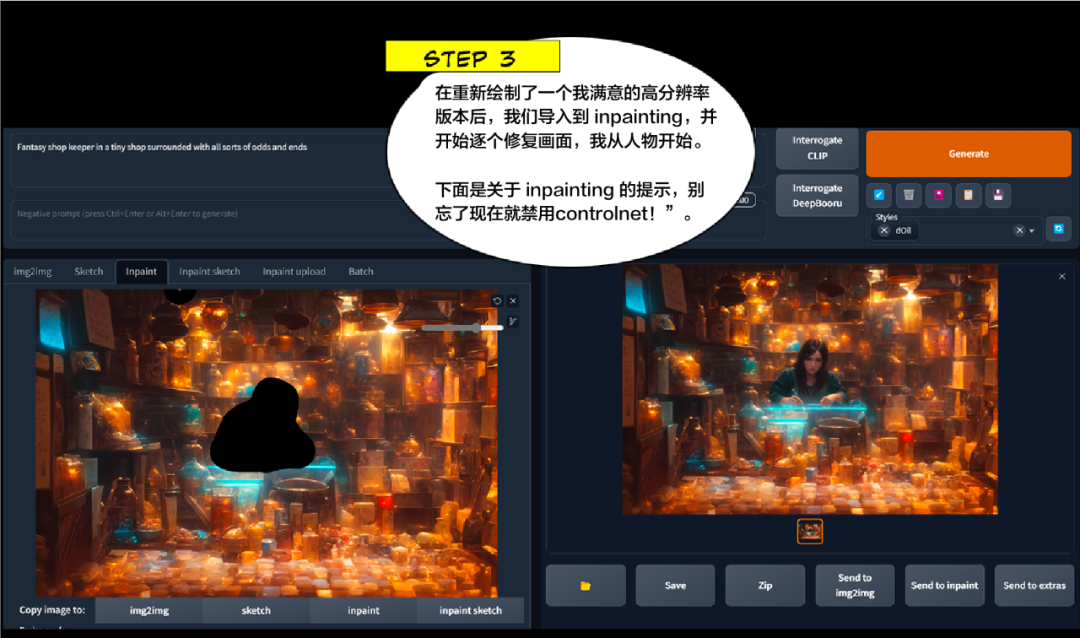 STEP 3
在重新绘制了一个我满意的高分辨率
版本后，我们导入到 inpainting，并
开始逐个修复画面，我从人物开始。
下面是关于 inpainting 的提示，别
忘了现在就禁用controlnet！”。
Fantasy shop keeper in a tiny shop surrounded with all sorts of odds and ends
Negative prompt (press Ctrl+Enter or Alt+Enter to generate)
Interrogate
CLIP
Interrogate
DeepBooru
Generate
Styles
dOil
img2img
Sketch
Inpaint
Inpaint sketch
Inpaint upload
Batch
Copy image to:
img2img
sketch
inpaint
inpaint sketch
Save
Zip
Send to
img2img
Send to inpaint
Send to extras